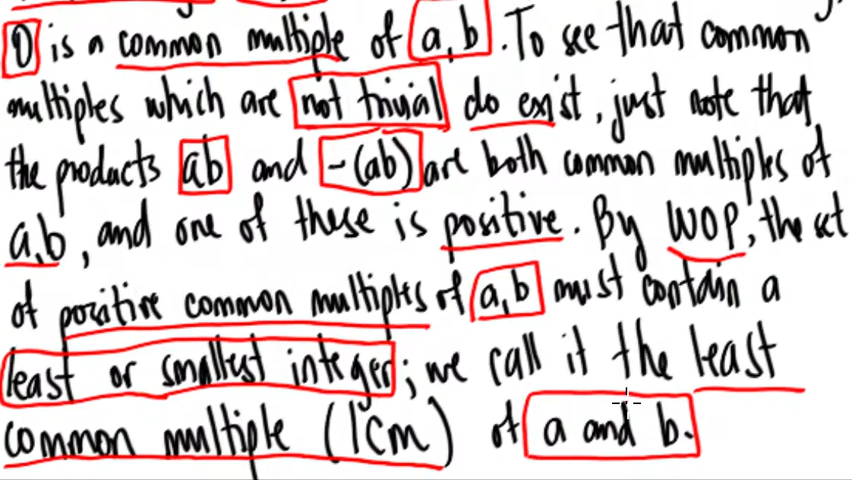 0 is a common multiple of a, b. To see that common
multiples which are not trivial do exist, just note that
the products ab and -(ab) are both common multiples of
a,b, and one of these is positive. By WOP, the set
of positive common multiples of a,b must contain a
least or smallest integer; we call it the least
common multiple (lcm) of a and b.